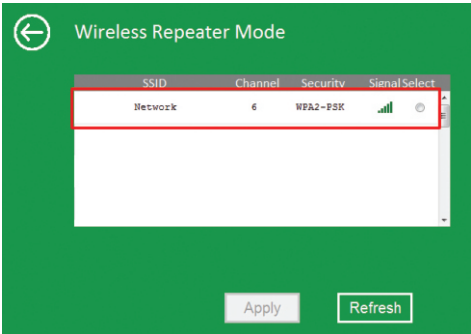 Wireless Repeater Mode
SSID Channel Security Signal Select
Network 6 WPA2-PSK
Apply Refresh